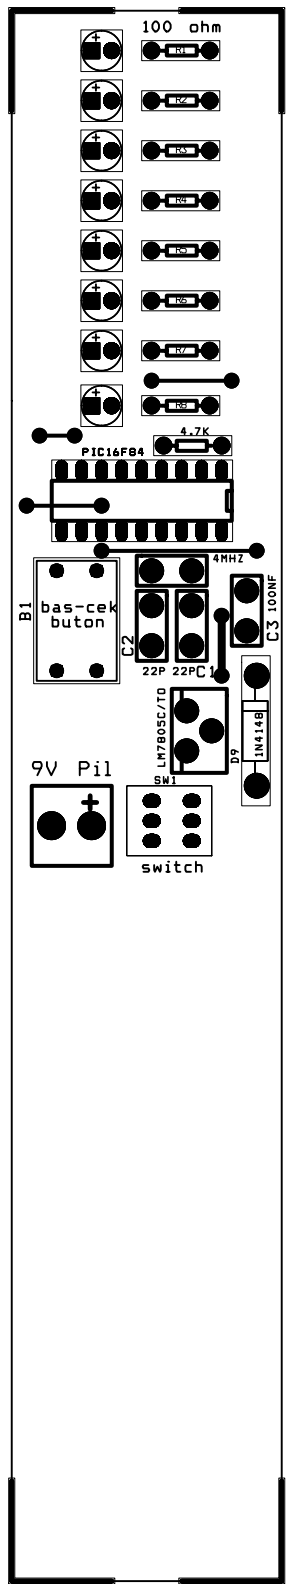 100 ohm
+
R1
+
R2
+
R3
+
R4
+
R5
+
R6
+
R7
+
R8
4.7K
PIC16F84
4MHZ
B1
bas-cek
buton
C2
22P
22P
C1
100NF
C3
LM7805C/TO
D9
1N4148
9V Pil
+
SW1
switch